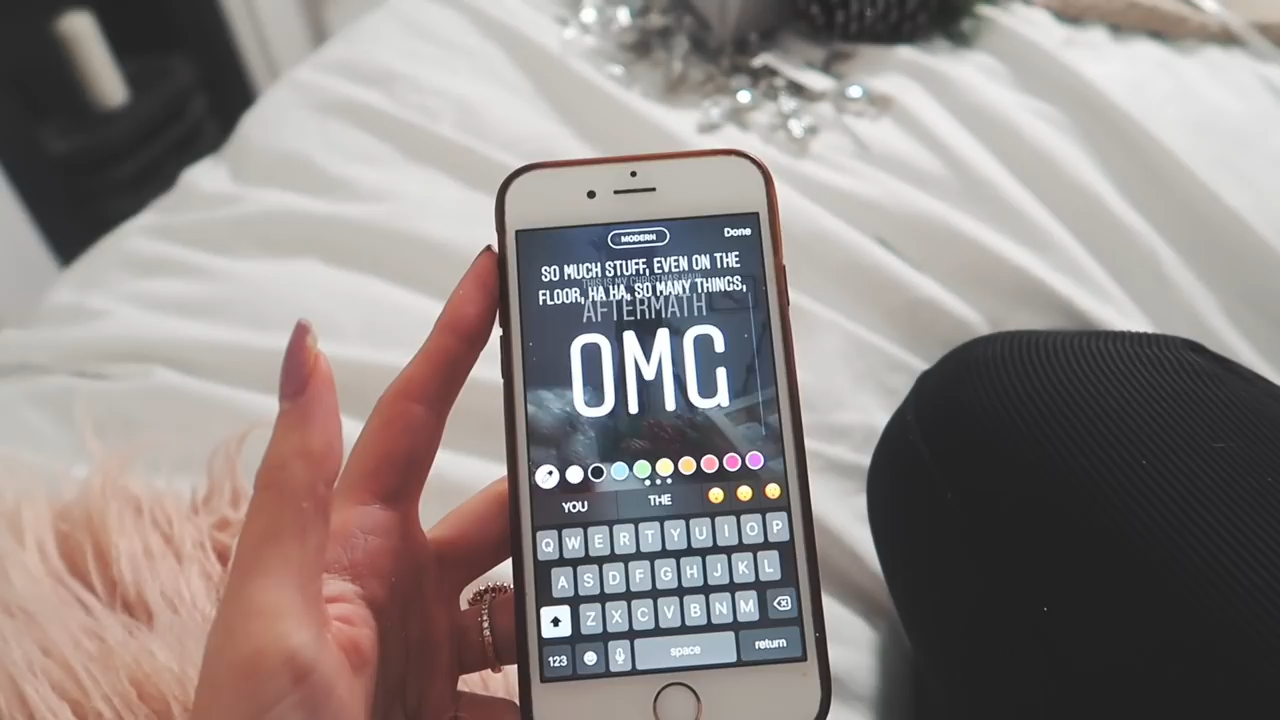 MODERN
Done
SO MUCH STUFF, EVEN ON THE
THIS IS MY CHRISTMAS HAUL
FLOOR, HA HA, SO MANY THINGS,
AFTERMATH
OMG
YOU THE
Q W E R T Y U I O P
A S D F G H J K L
Z X C V B N M
123 space return